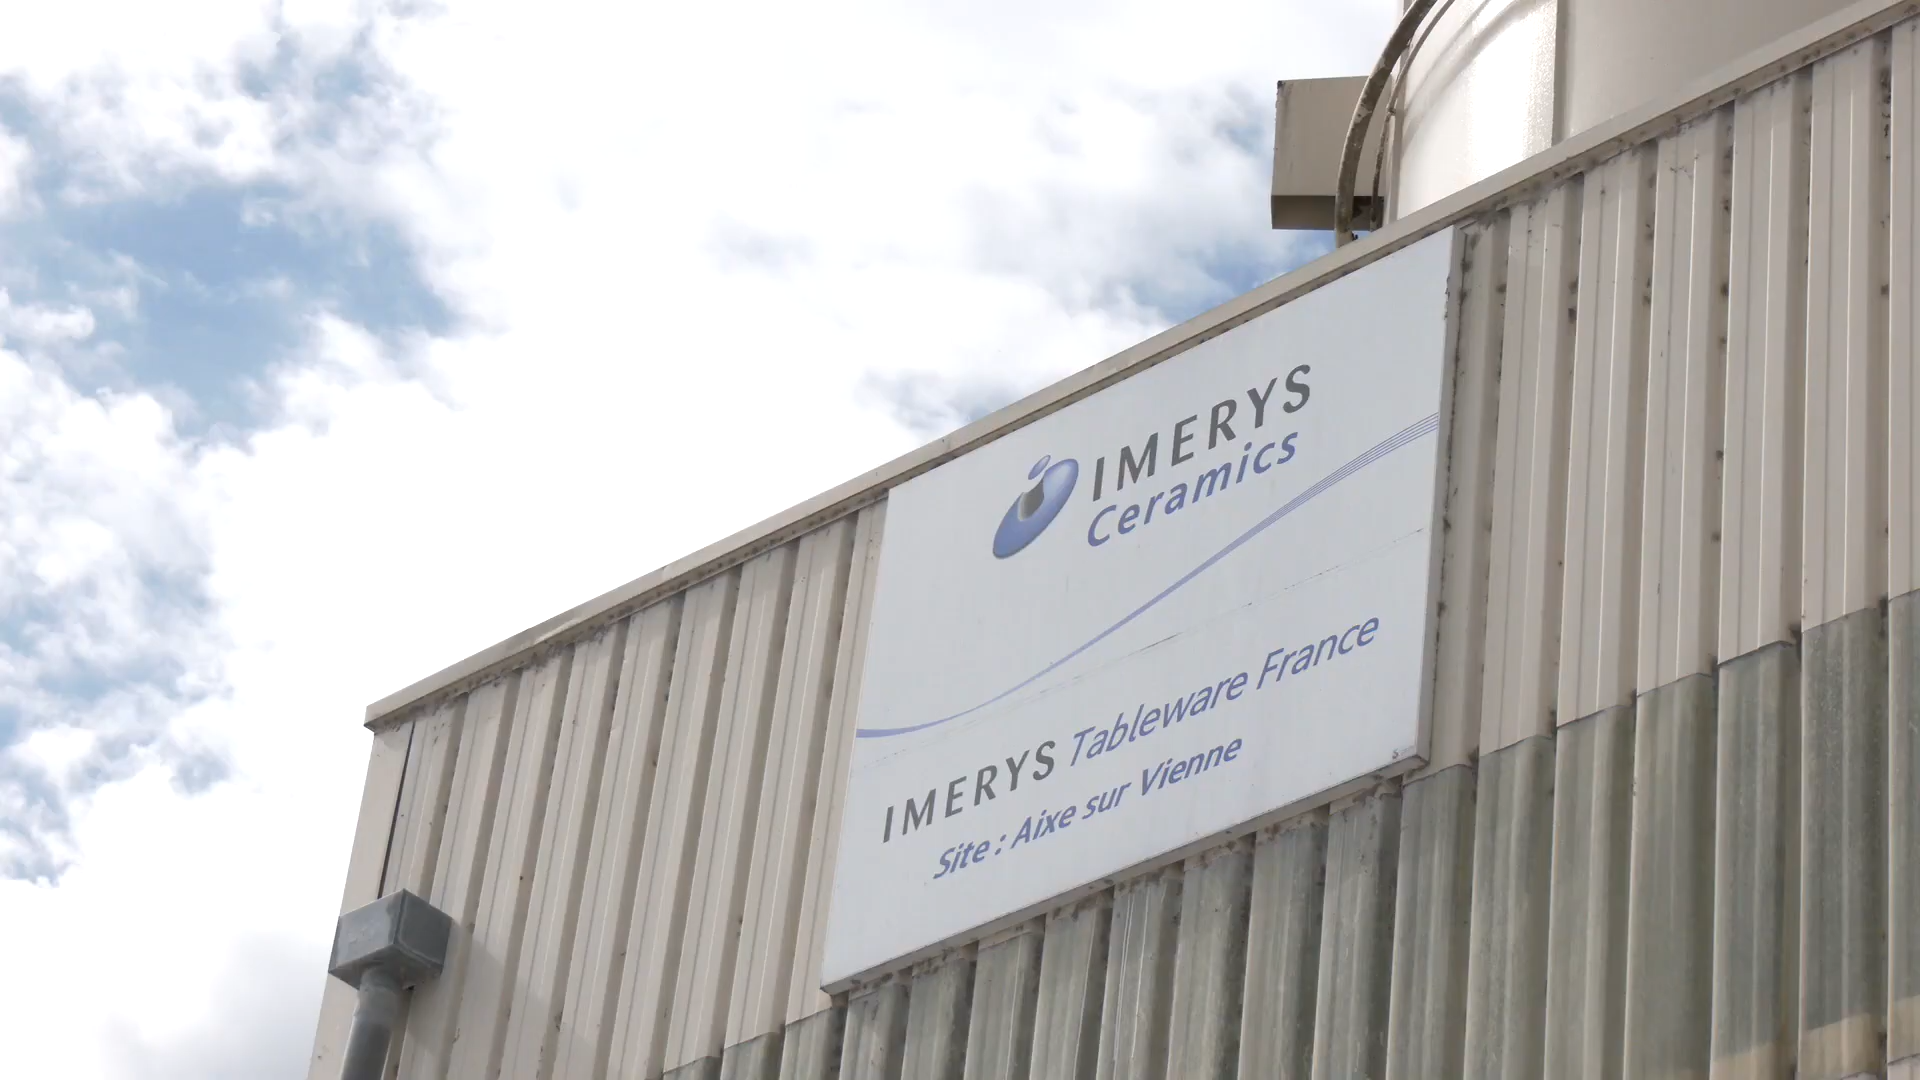 IMERYS
Ceramics
IMERYS Tableware France
Site : Aixe sur Vienne